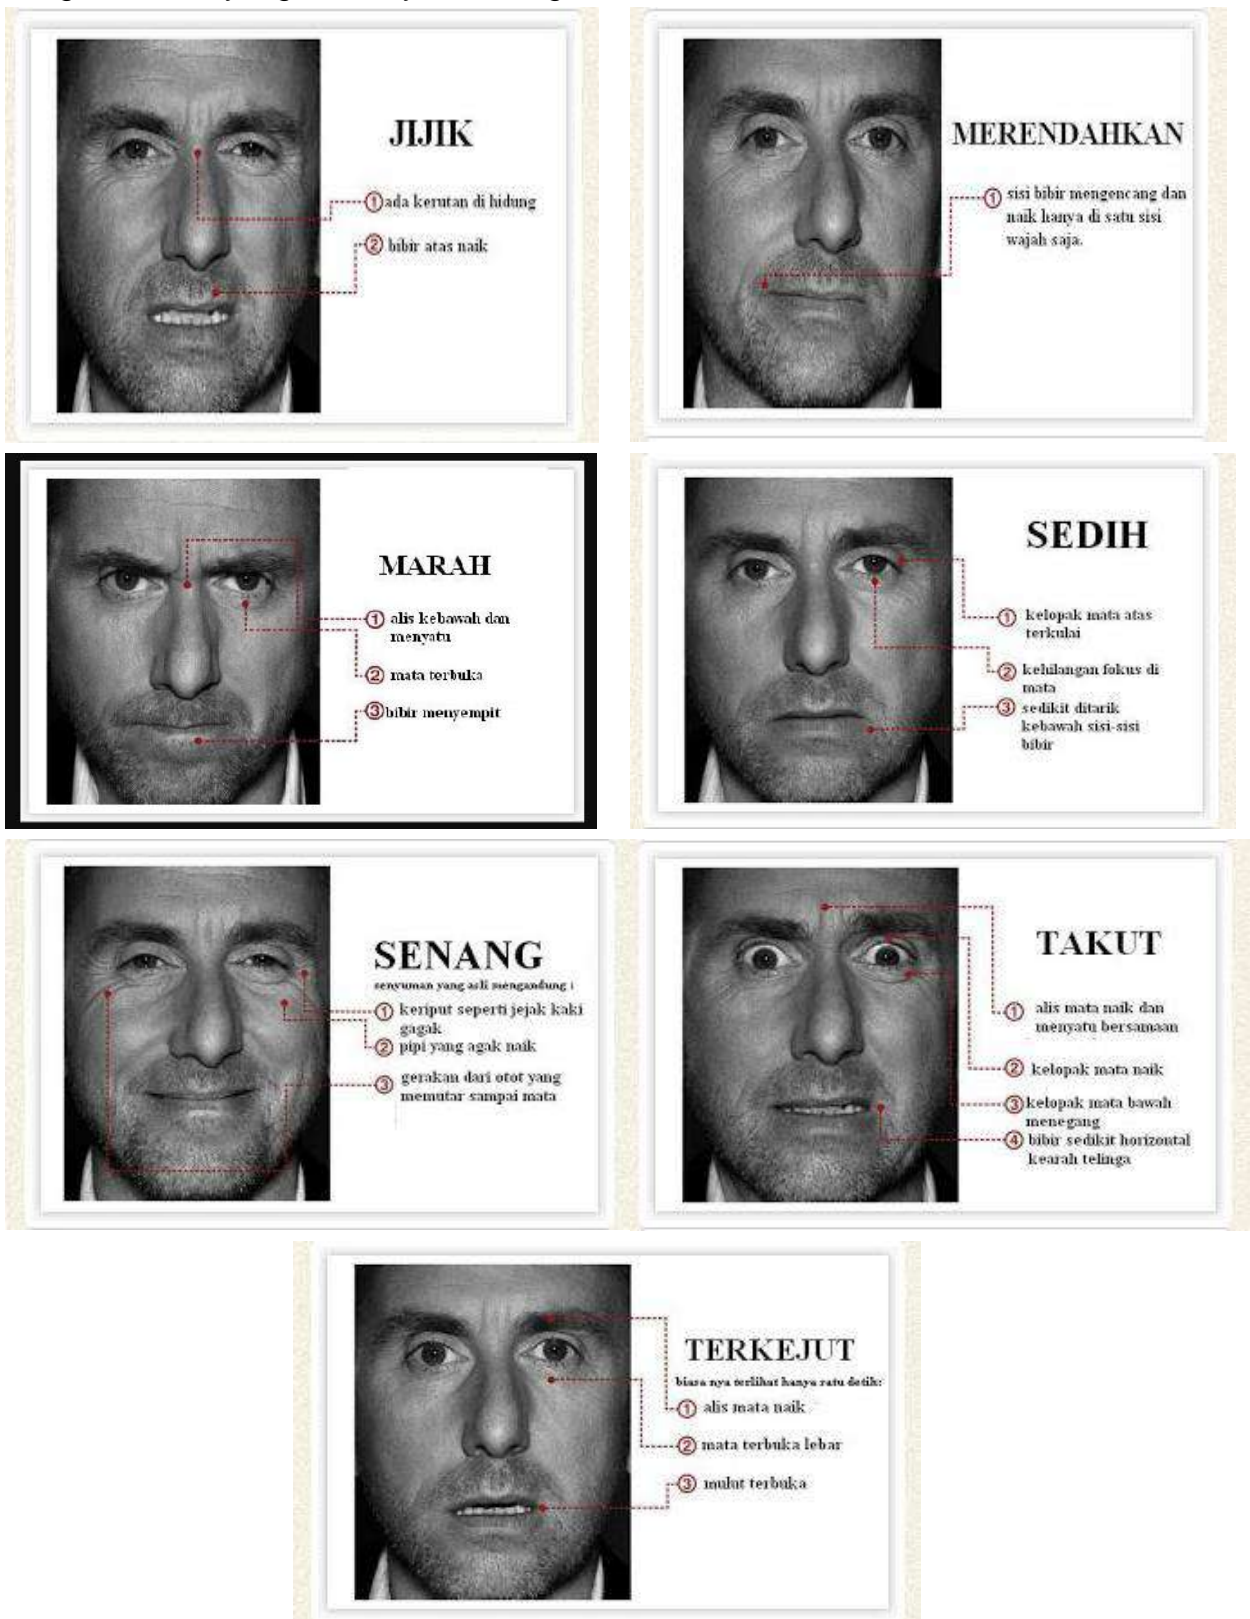 JIJIK
1 ada kerutan di hidung
2 bibir atas naik
MERENDAHKAN
1 sisi bibir mengencang dan
naik hanya di satu sisi
wajah saja.
MARAH
1 alis kebawah dan
menyatu
2 mata terbuka
3 bibir menyempit
SEDIH
1 kelopak mata atas
terkulai
2 kehilangan fokus di
mata
3 sedikit ditarik
kebawah sisi-sisi
bibir
SENANG
senyuman yang asli mengandung :
1 keriput seperti jejak kaki
gagak
2 pipi yang agak naik
3 gerakan dari otot yang
memutar sampai mata
TAKUT
1 alis mata naik dan
menyatu bersamaan
2 kelopak mata naik
3 kelopak mata bawah
menegang
4 bibir sedikit horizontal
kearah telinga
TERKEJUT
biasa nya terlihat hanya satu detik:
1 alis mata naik
2 mata terbuka lebar
3 mulut terbuka